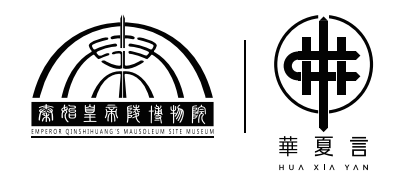 秦始皇帝陵博物院
EMPEROR QINSHIHUANG'S MAUSOLEUM SITE MUSEUM
華夏言
HUA XIA YAN